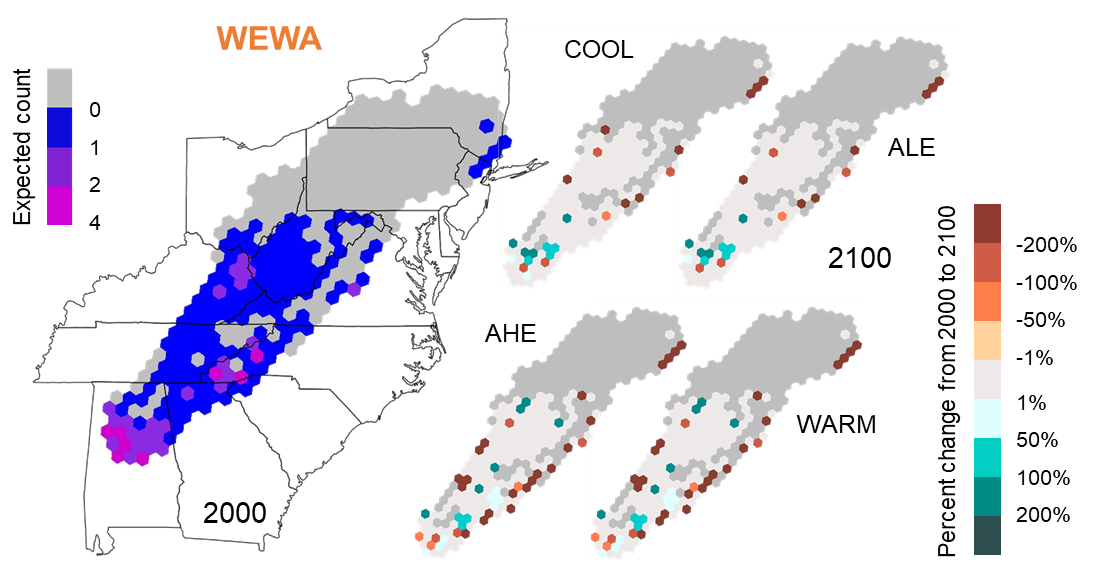 WEWA
Expected count
0
1
2
4
2000
COOL
ALE
2100
AHE
WARM
Percent change from 2000 to 2100
-200%
-100%
-50%
-1%
1%
50%
100%
200%